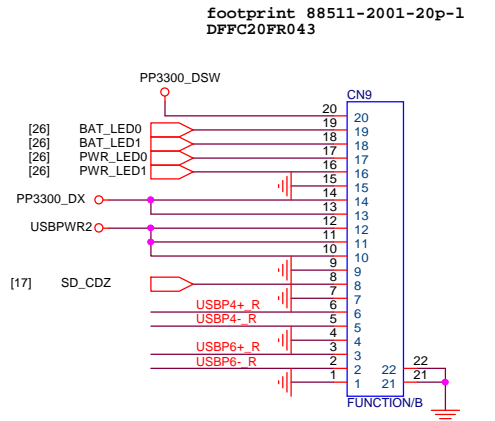 footprint 88511-2001-20p-l
DFFC20FR043
PP3300_DSW
CN9
20 20
[26] BAT_LED0 19 19
[26] BAT_LED1 18 18
[26] PWR_LED0 17 17
[26] PWR_LED1 16 16
15 15
PP3300_DX 14 14
13 13
USBPWR2 12 12
11 11
10 10
9 9
[17] SD_CDZ 8 8
7 7
USBP4+_R 6 6
USBP4-_R 5 5
4 4
USBP6+_R 3 3
USBP6-_R 2 2 22 22
1 1 21 21
FUNCTION/B